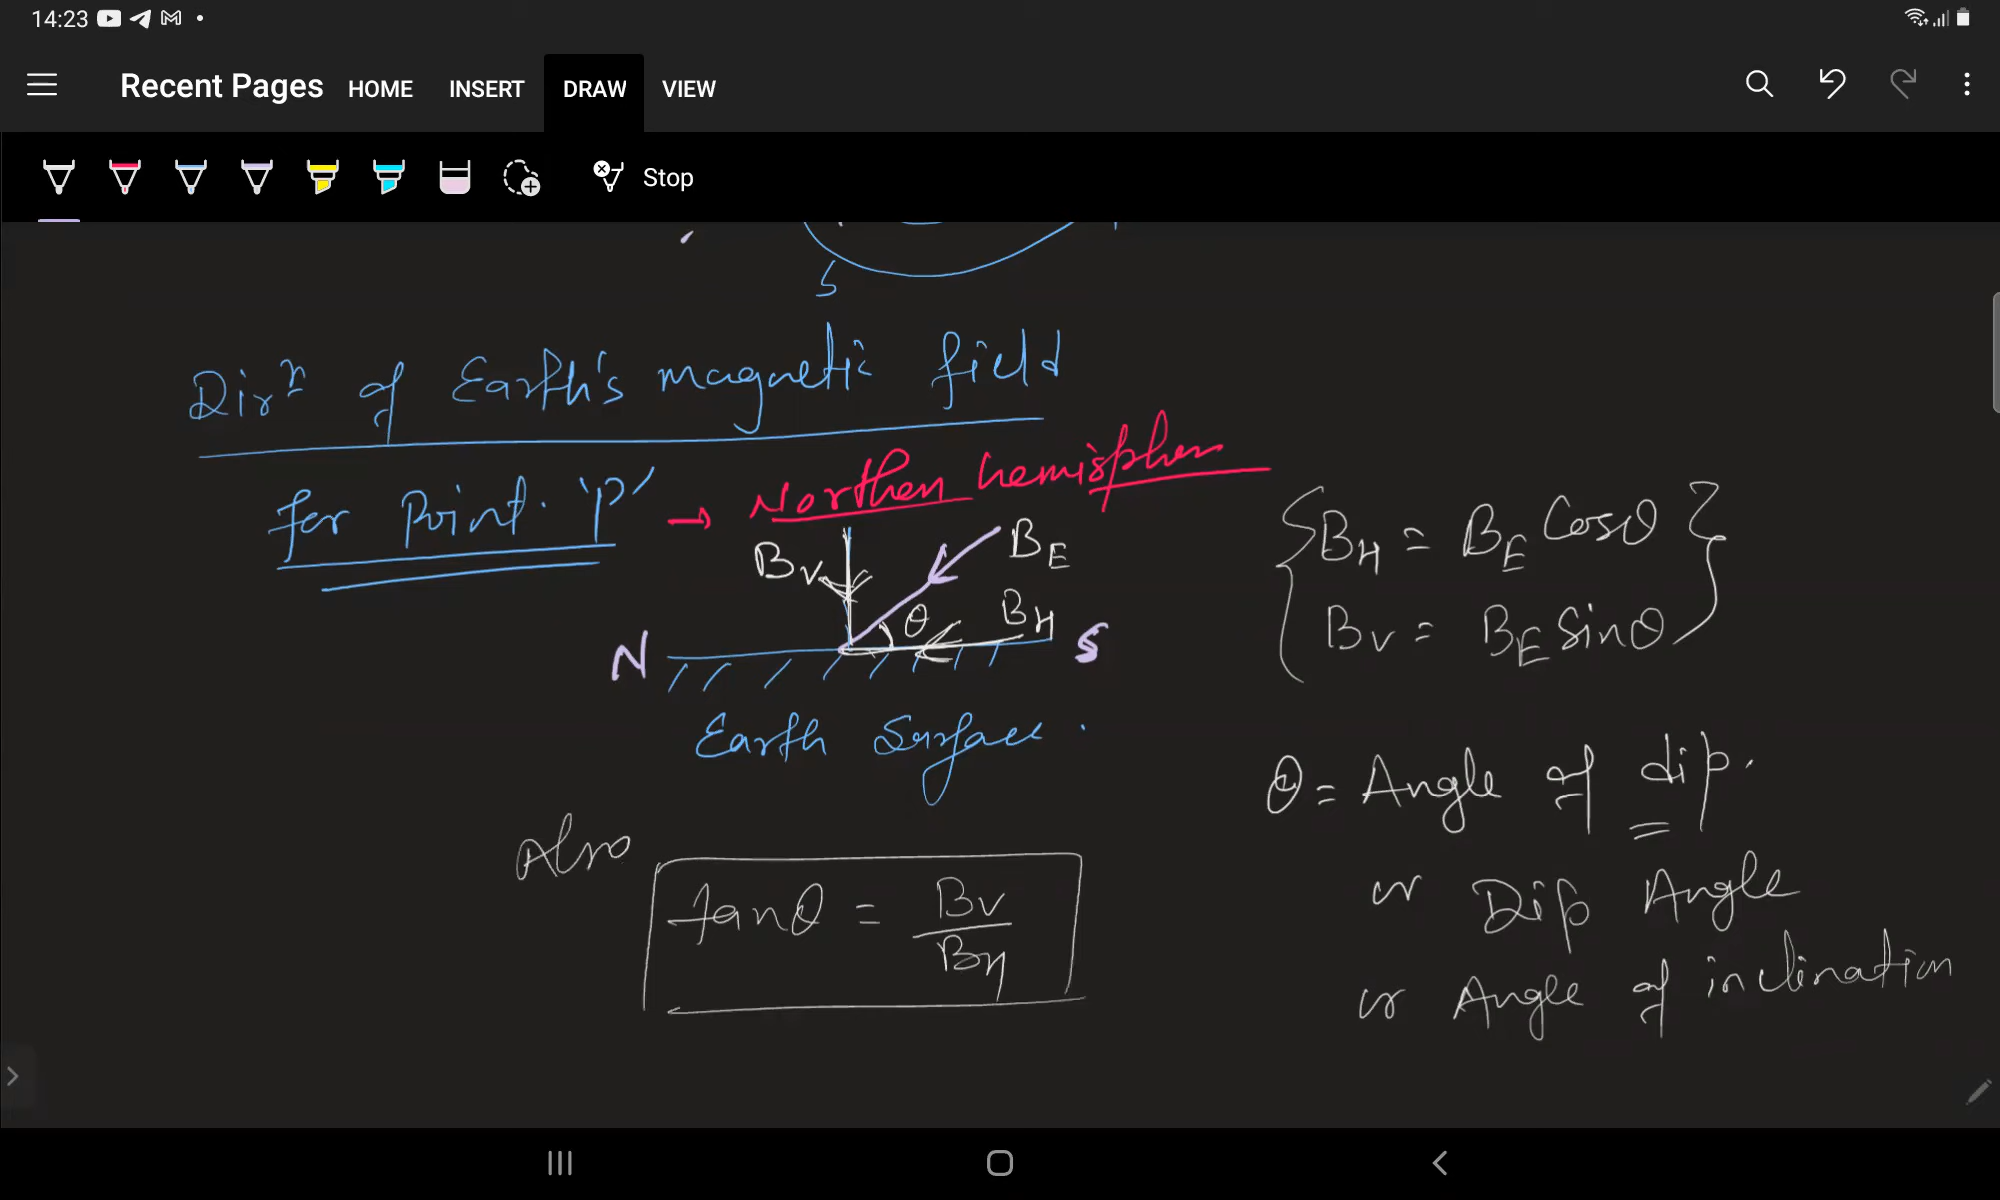 14:23
Recent Pages HOME INSERT DRAW VIEW
Stop
S
Dirⁿ of Earth's magnetic field
for Point 'P' → Northen hemispher
Bv
BE
θ
BH
N
S
Earth Surface.
{BH = BE Cosθ}
Bv = BE Sinθ
θ = Angle of dip.
or Dip Angle
or Angle of inclination
Also
tanθ = Bv
BH